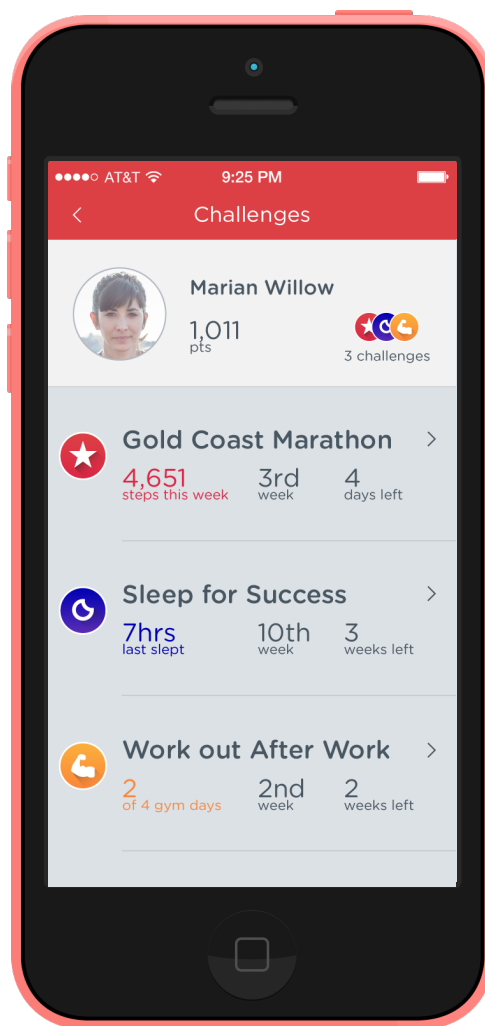 AT&T 9:25 PM
Challenges
Marian Willow
1,011
pts
3 challenges
Gold Coast Marathon
4,651 3rd 4
steps this week week days left
Sleep for Success
7hrs 10th 3
last slept week weeks left
Work out After Work
2 2nd 2
of 4 gym days week weeks left